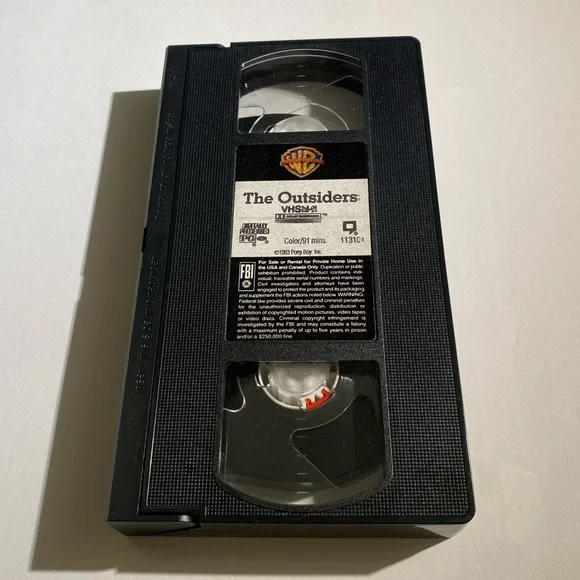 The Outsiders
VHS
DIGITALLY
PROCESSED
PG
Color/91 mins.
11310
©1983 Pony Boy Inc.
FBI
For Sale or Rental for Private Home Use in
the USA and Canada Only. Duplication or public
exhibition prohibited. Product contains indi-
vidual, traceable serial numbers and markings.
Civil investigators and attorneys have been
engaged to protect the product and its packaging
and supplement the FBI actions noted below. WARNING:
Federal law provides severe civil and criminal penalties
for the unauthorized reproduction, distribution or
exhibition of copyrighted motion pictures, video tapes
or video discs. Criminal copyright infringement is
investigated by the FBI and may constitute a felony
with a maximum penalty of up to five years in prison
and/or a $250,000 fine